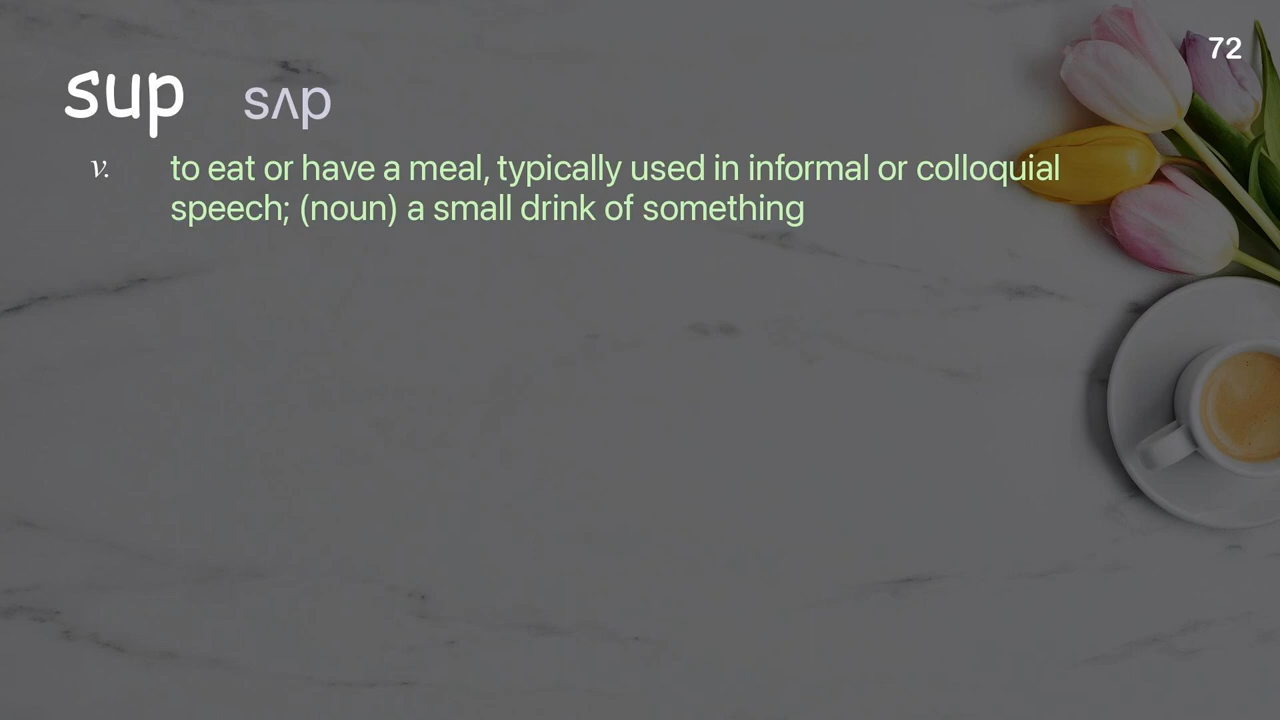 72
sup sʌp
v. to eat or have a meal, typically used in informal or colloquial
speech; (noun) a small drink of something